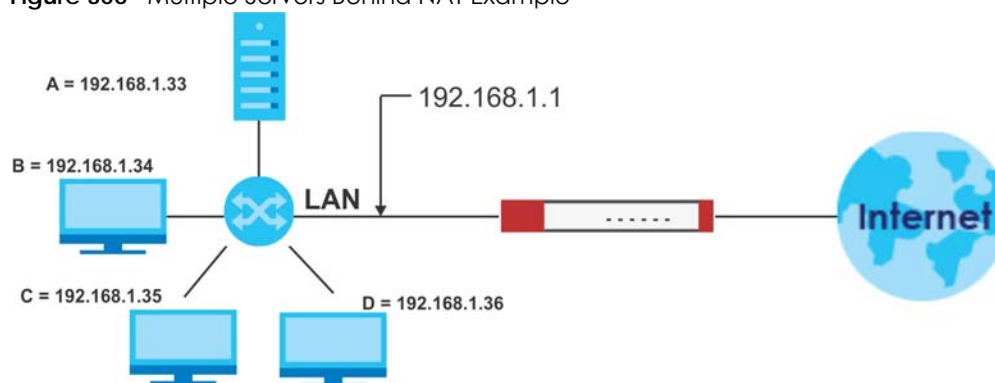 A = 192.168.1.33
192.168.1.1
B = 192.168.1.34
LAN
Internet
C = 192.168.1.35
D = 192.168.1.36